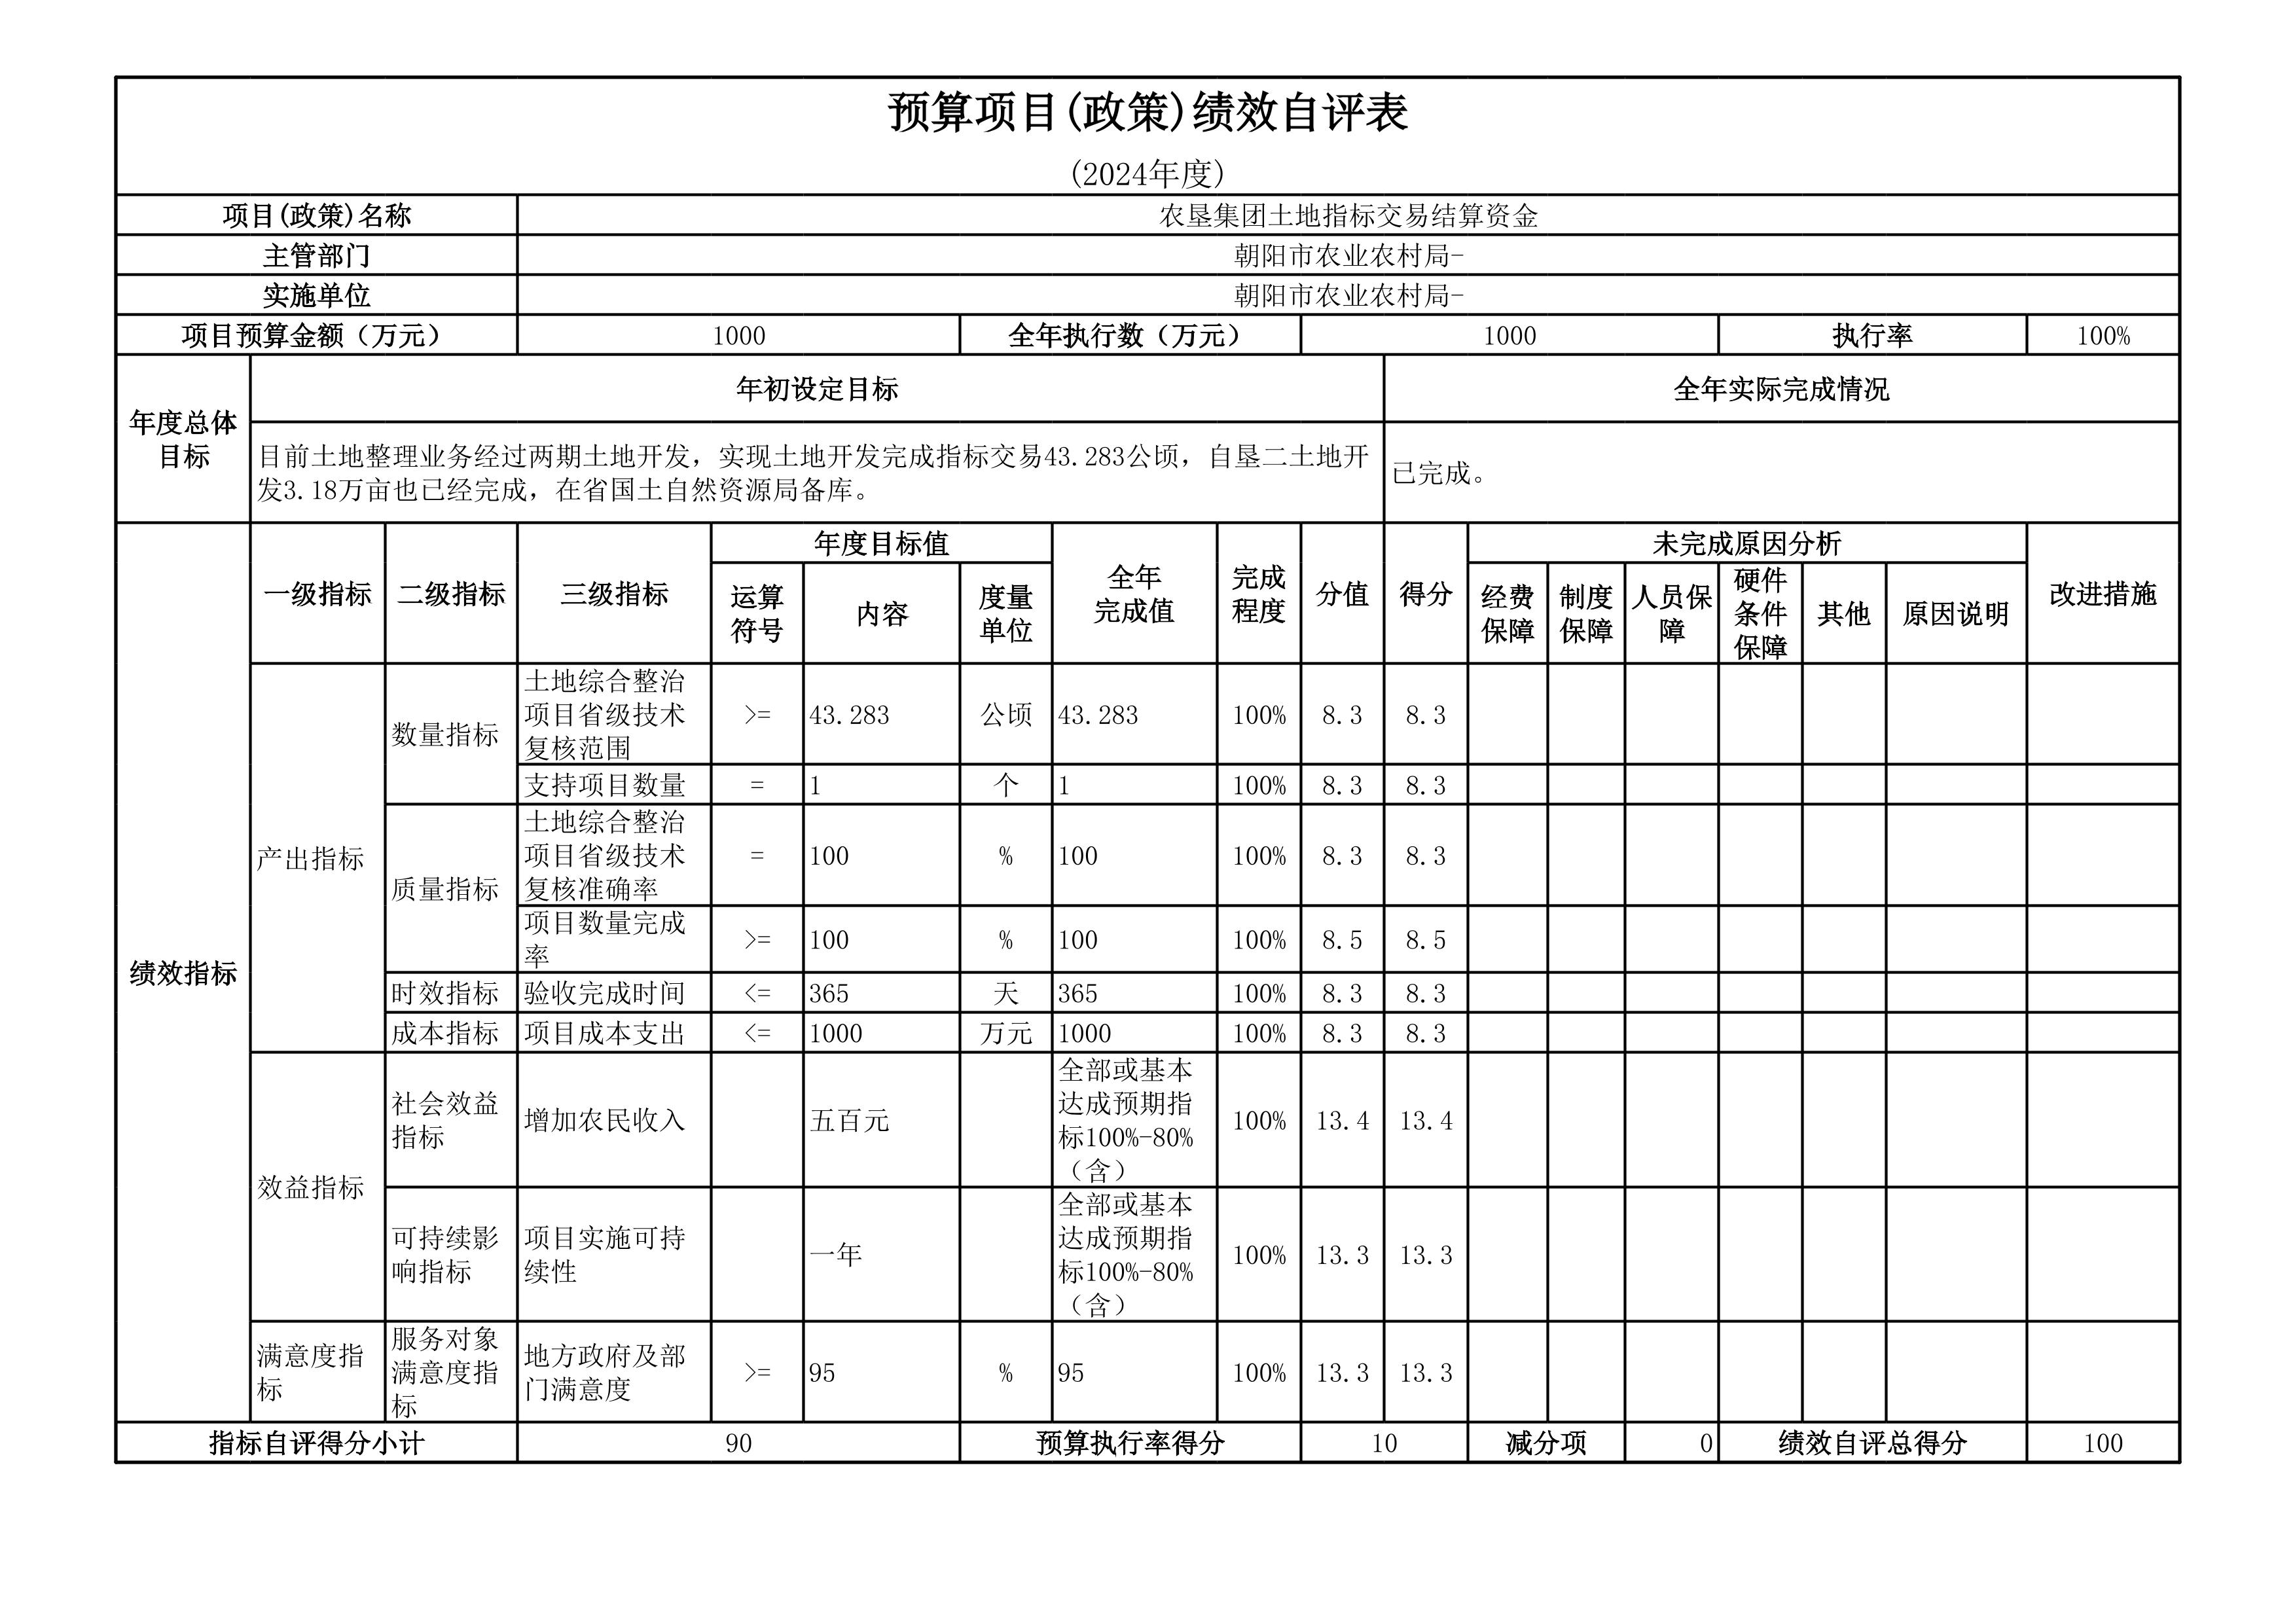 预算项目(政策)绩效自评表
(2024年度)
项目(政策)名称 农垦集团土地指标交易结算资金
主管部门 朝阳市农业农村局-
实施单位 朝阳市农业农村局-
项目预算金额（万元） 1000 全年执行数（万元） 1000 执行率 100%
年度总体
目标
年初设定目标 全年实际完成情况
目前土地整理业务经过两期土地开发，实现土地开发完成指标交易43.283公顷，自垦二土地开
发3.18万亩也已经完成，在省国土自然资源局备库。
已完成。
绩效指标
一级指标 二级指标 三级指标
年度目标值
运算
符号
内容
度量
单位
全年
完成值
完成
程度
分值 得分
未完成原因分析
经费
保障
制度
保障
人员保
障
硬件
条件
保障
其他 原因说明
改进措施
产出指标
数量指标
土地综合整治
项目省级技术
复核范围
>= 43.283 公顷 43.283 100% 8.3 8.3
支持项目数量 = 1 个 1 100% 8.3 8.3
质量指标
土地综合整治
项目省级技术
复核准确率
= 100 % 100 100% 8.3 8.3
项目数量完成
率
>= 100 % 100 100% 8.5 8.5
时效指标 验收完成时间 <= 365 天 365 100% 8.3 8.3
成本指标 项目成本支出 <= 1000 万元 1000 100% 8.3 8.3
效益指标
社会效益
指标
增加农民收入 五百元
全部或基本
达成预期指
标100%-80%
（含）
100% 13.4 13.4
可持续影
响指标
项目实施可持
续性
一年
全部或基本
达成预期指
标100%-80%
（含）
100% 13.3 13.3
满意度指
标
服务对象
满意度指
标
地方政府及部
门满意度
>= 95 % 95 100% 13.3 13.3
指标自评得分小计 90 预算执行率得分 10 减分项 0 绩效自评总得分 100